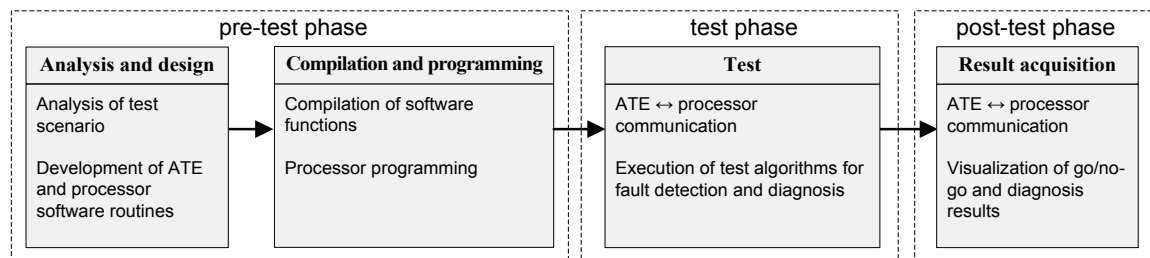 pre-test phase
Analysis and design
Analysis of test
scenario
Development of ATE
and processor
software routines
Compilation and programming
Compilation of software
functions
Processor programming
test phase
Test
ATE ↔ processor
communication
Execution of test algorithms for
fault detection and diagnosis
post-test phase
Result acquisition
ATE ↔ processor
communication
Visualization of go/no-
go and diagnosis
results